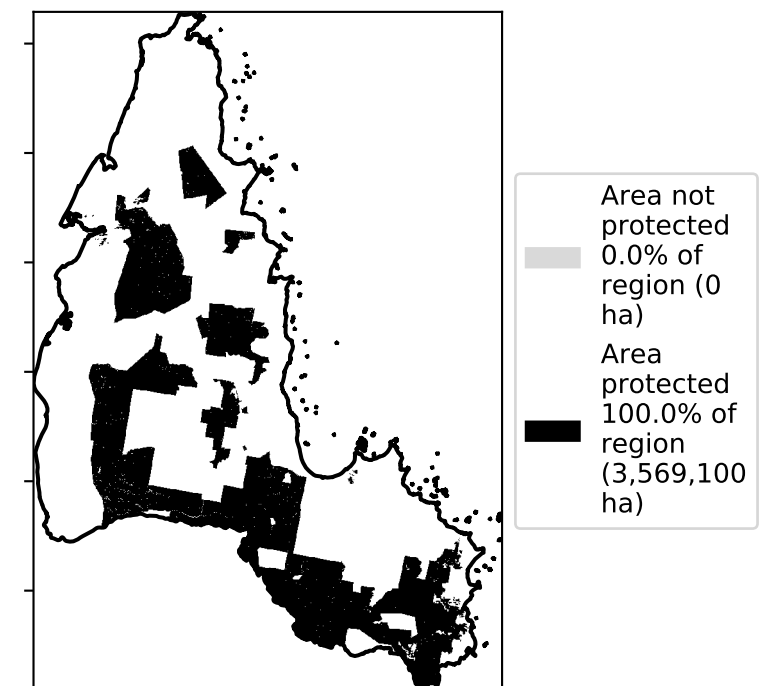 Area not
protected
0.0% of
region (0
ha)
Area
protected
100.0% of
region
(3,569,100
ha)